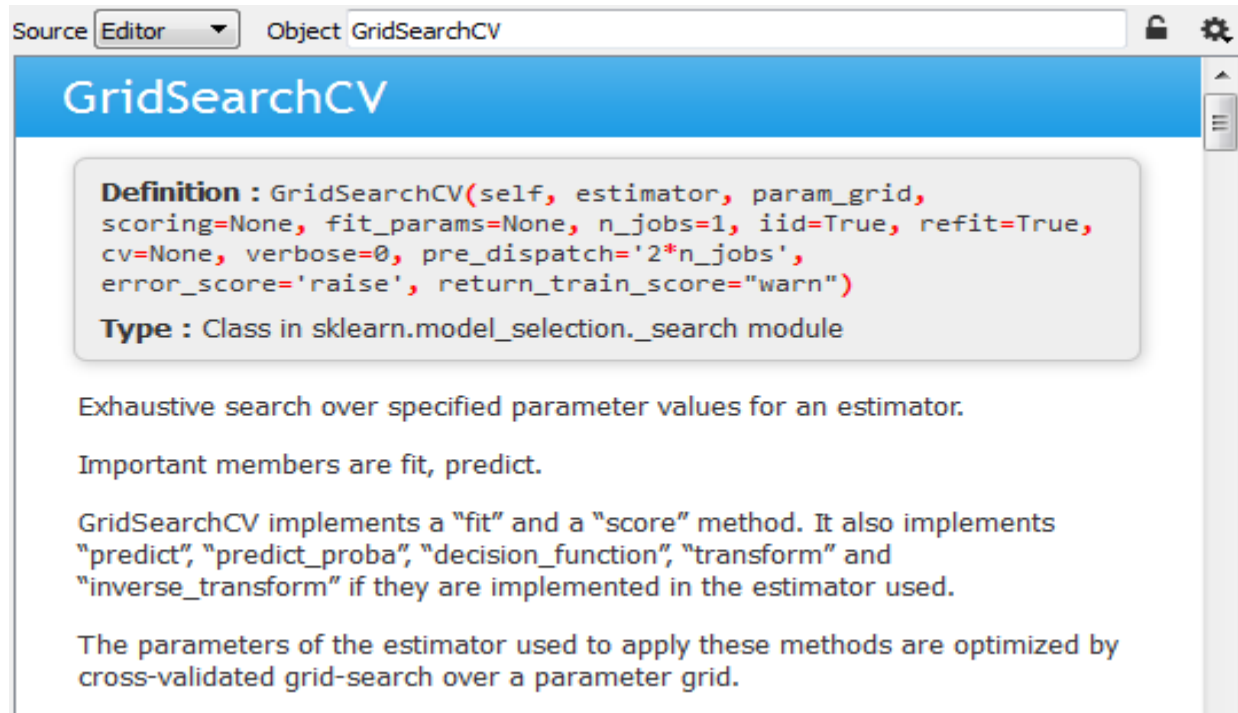 Source Editor Object GridSearchCV
GridSearchCV
Definition : GridSearchCV(self, estimator, param_grid,
scoring=None, fit_params=None, n_jobs=1, iid=True, refit=True,
cv=None, verbose=0, pre_dispatch='2*n_jobs',
error_score='raise', return_train_score="warn")
Type : Class in sklearn.model_selection._search module
Exhaustive search over specified parameter values for an estimator.
Important members are fit, predict.
GridSearchCV implements a “fit” and a “score” method. It also implements
“predict”, “predict_proba”, “decision_function”, “transform” and
“inverse_transform” if they are implemented in the estimator used.
The parameters of the estimator used to apply these methods are optimized by
cross-validated grid-search over a parameter grid.